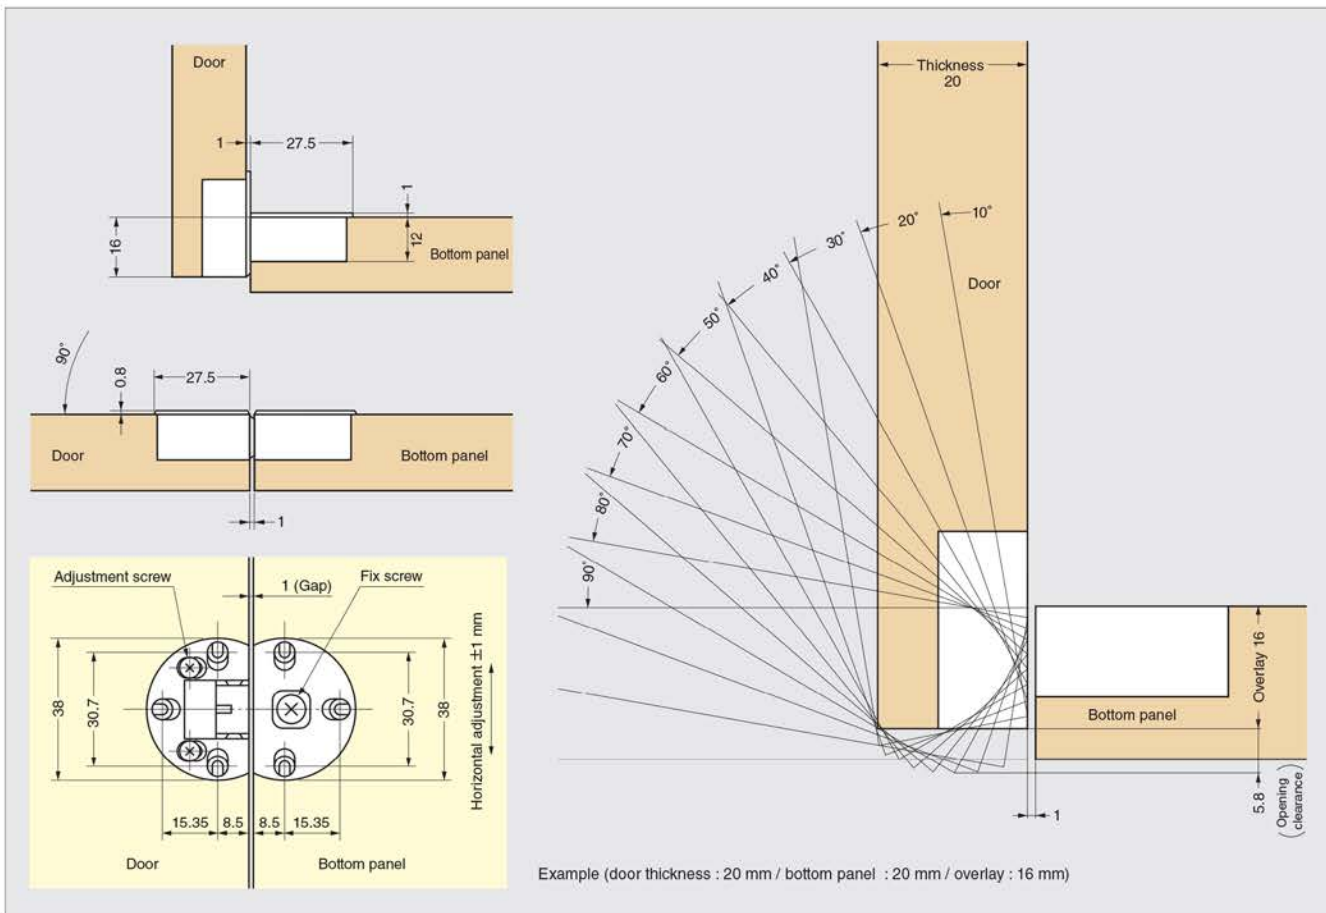 Door
1
27.5
1
16
12
Bottom panel
90°
0.8
27.5
Door
Bottom panel
1
Adjustment screw
1 (Gap)
Fix screw
38
30.7
30.7
38
Horizontal adjustment ±1 mm
15.35
8.5
8.5
15.35
Door
Bottom panel
Thickness
20
10°
20°
30°
40°
50°
60°
70°
80°
90°
Door
Overlay 16
Bottom panel
5.8
(Opening
clearance)
1
Example (door thickness : 20 mm / bottom panel : 20 mm / overlay : 16 mm)